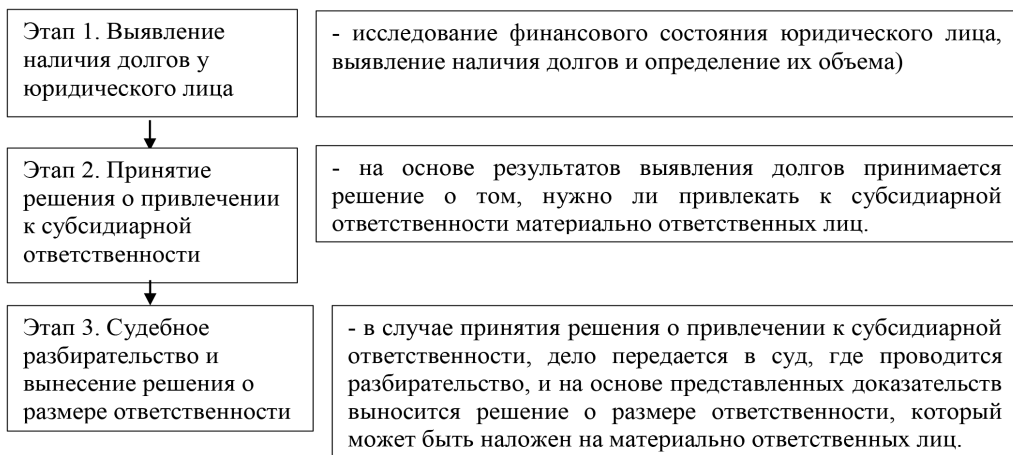 Этап 1. Выявление
наличия долгов у
юридического лица
- исследование финансового состояния юридического лица,
выявление наличия долгов и определение их объема)
Этап 2. Принятие
решения о привлечении
к субсидиарной
ответственности
- на основе результатов выявления долгов принимается
решение о том, нужно ли привлекать к субсидиарной
ответственности материально ответственных лиц.
Этап 3. Судебное
разбирательство и
вынесение решения о
размере ответственности
- в случае принятия решения о привлечении к субсидиарной
ответственности, дело передается в суд, где проводится
разбирательство, и на основе представленных доказательств
выносится решение о размере ответственности, который
может быть наложен на материально ответственных лиц.